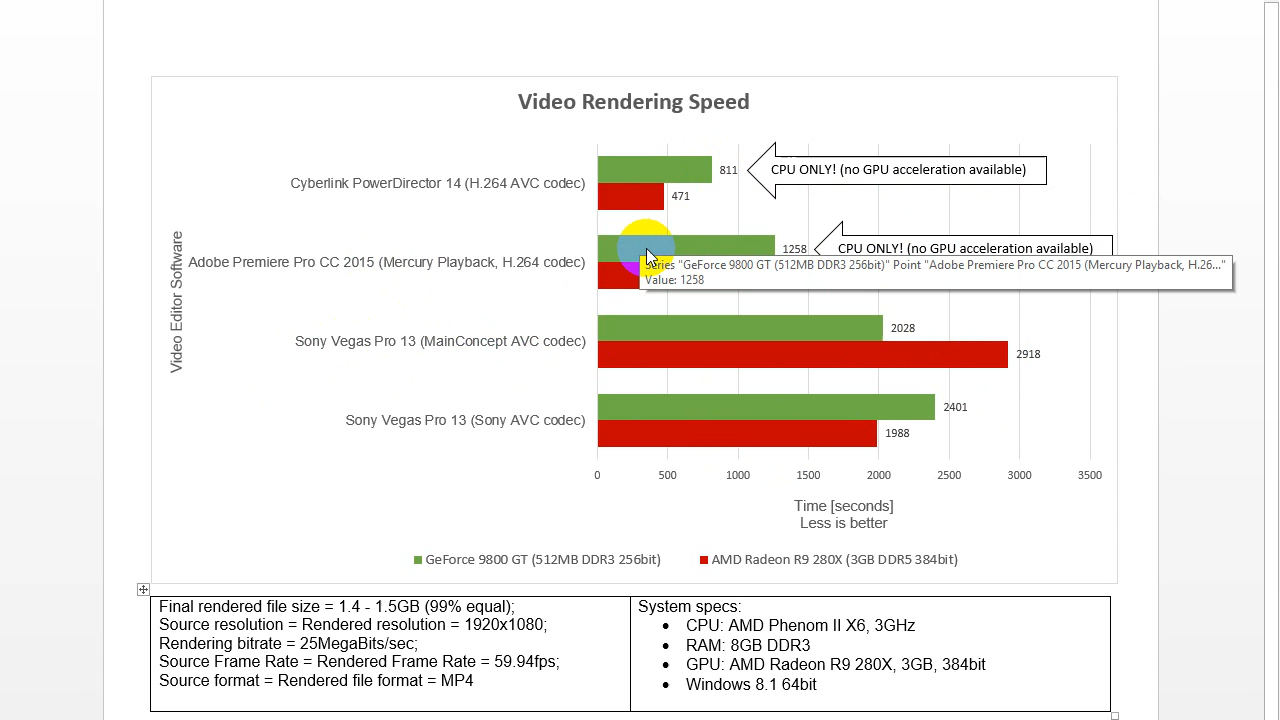 Video Rendering Speed
Cyberlink PowerDirector 14 (H.264 AVC codec)
811
471
CPU ONLY! (no GPU acceleration available)
Adobe Premiere Pro CC 2015 (Mercury Playback, H.264 codec)
1258
CPU ONLY! (no GPU acceleration available)
Series "GeForce 9800 GT (512MB DDR3 256bit)" Point "Adobe Premiere Pro CC 2015 (Mercury Playback, H.26..."
Value: 1258
Sony Vegas Pro 13 (MainConcept AVC codec)
2028
2918
Sony Vegas Pro 13 (Sony AVC codec)
2401
1988
Video Editor Software
0 500 1000 1500 2000 2500 3000 3500
Time [seconds]
Less is better
GeForce 9800 GT (512MB DDR3 256bit) AMD Radeon R9 280X (3GB DDR5 384bit)
Final rendered file size = 1.4 - 1.5GB (99% equal);
Source resolution = Rendered resolution = 1920x1080;
Rendering bitrate = 25MegaBits/sec;
Source Frame Rate = Rendered Frame Rate = 59.94fps;
Source format = Rendered file format = MP4
System specs:
• CPU: AMD Phenom II X6, 3GHz
• RAM: 8GB DDR3
• GPU: AMD Radeon R9 280X, 3GB, 384bit
• Windows 8.1 64bit